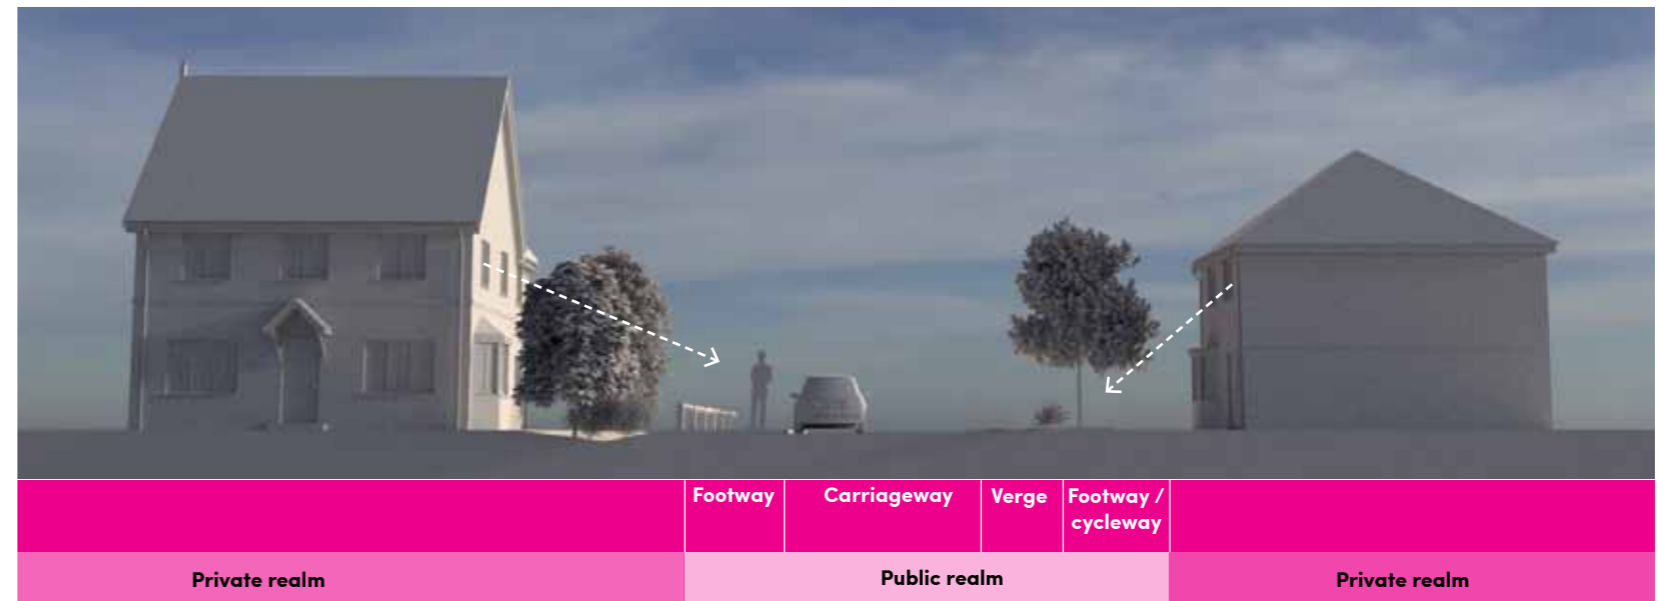 Footway
Carriageway
Verge
Footway /
cycleway
Private realm
Public realm
Private realm